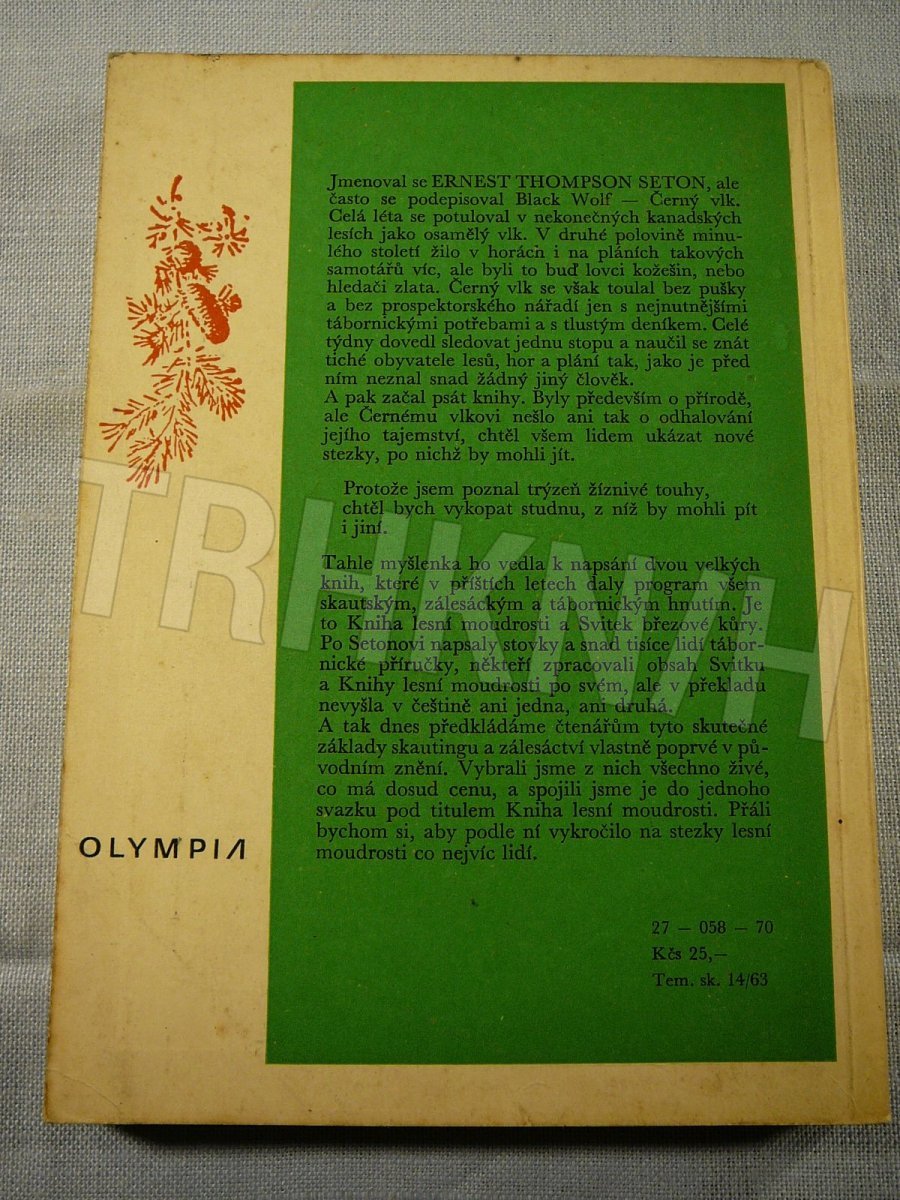 Jmenoval se ERNEST THOMPSON SETON, ale
často se podepisoval Black Wolf — Černý vlk.
Celá léta se potuloval v nekonečných kanadských
lesích jako osamělý vlk. V druhé polovině minu-
lého století žilo v horách i na pláních takových
samotářů víc, ale byli to buď lovci kožešin, nebo
hledači zlata. Černý vlk se však toulal bez pušky
a bez prospektorského nářadí jen s nejnutnějšími
tábornickými potřebami a s tlustým deníkem. Celé
týdny dovedl sledovat jednu stopu a naučil se znát
tiché obyvatele lesů, hor a plání tak, jako je před
ním neznal snad žádný jiný člověk.
A pak začal psát knihy. Byly především o přírodě,
ale Černému vlkovi nešlo ani tak o odhalování
jejího tajemství, chtěl všem lidem ukázat nové
stezky, po nichž by mohli jít.
Protože jsem poznal trýzeň žíznivé touhy,
chtěl bych vykopat studnu, z níž by mohli pít
i jiní.
Tahle myšlenka ho vedla k napsání dvou velkých
knih, které v příštích letech daly program všem
skautským, zálesáckým a tábornickým hnutím. Je
to Kniha lesní moudrosti a Svitek březové kůry.
Po Setonovi napsaly stovky a snad tisíce lidí tábor-
nické příručky, někteří zpracovali obsah Svitku
a Knihy lesní moudrosti po svém, ale v překladu
nevyšla v češtině ani jedna, ani druhá.
A tak dnes předkládáme čtenářům tyto skutečné
základy skautingu a zálesáctví vlastně poprvé v pů-
vodním znění. Vybrali jsme z nich všechno živé,
co má dosud cenu, a spojili jsme je do jednoho
svazku pod titulem Kniha lesní moudrosti. Přáli
bychom si, aby podle ní vykročilo na stezky lesní
moudrosti co nejvíc lidí.
OLYMPIA
27 — 058 — 70
Kčs 25,—
Tem. sk. 14/63
TRHKNIH